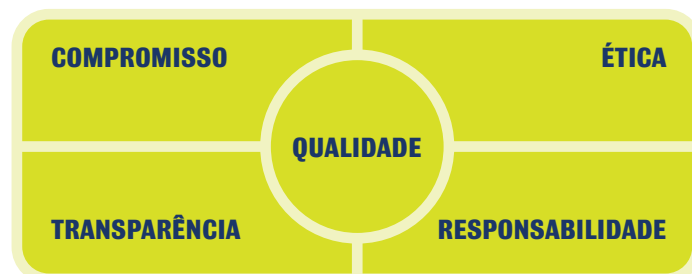 COMPROMISSO
ÉTICA
QUALIDADE
TRANSPARÊNCIA
RESPONSABILIDADE